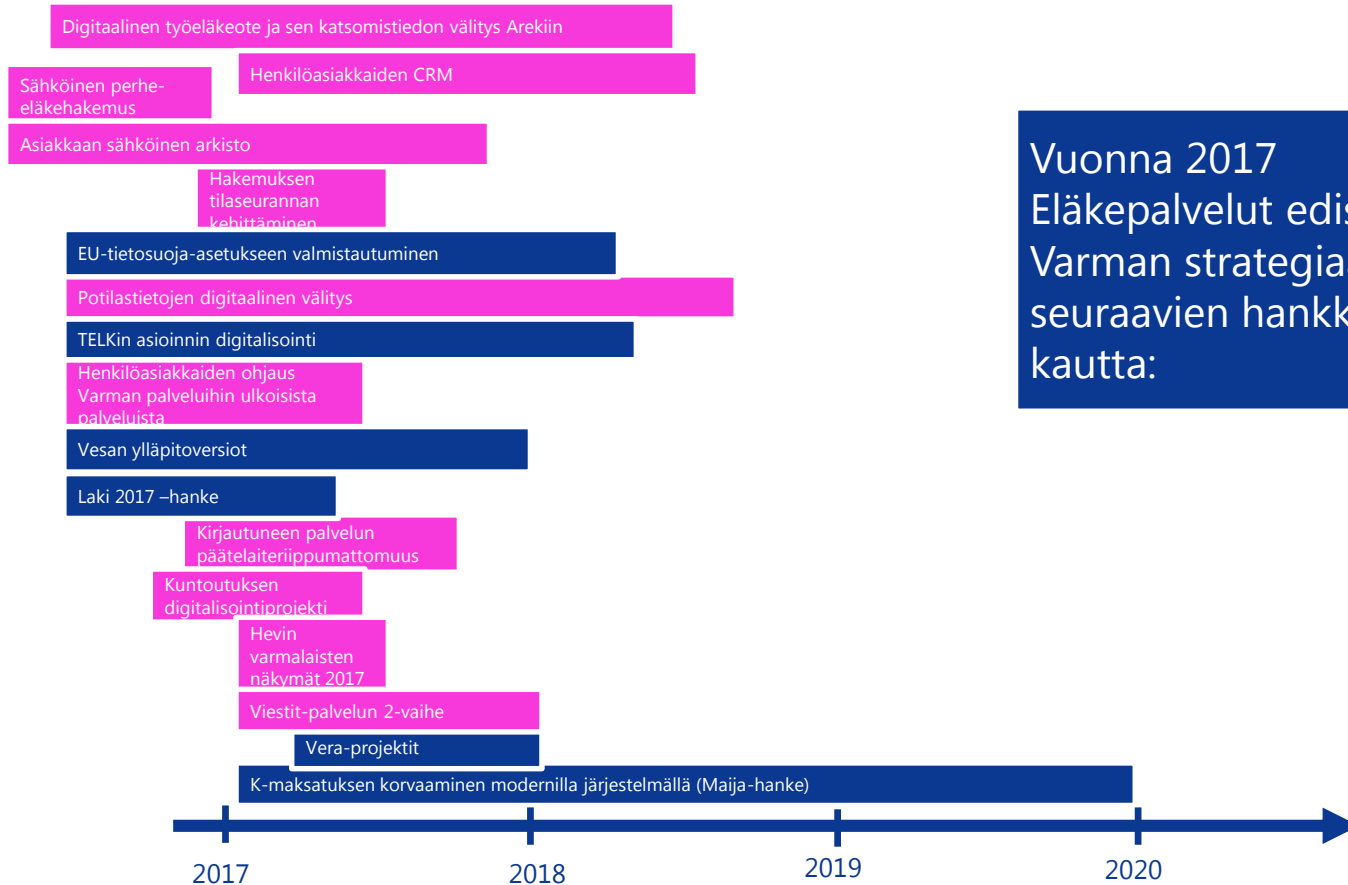 Digitaalinen työeläkeote ja sen katsomistiedon välitys Arekiin
Henkilöasiakkaiden CRM
Sähköinen perhe-
eläkehakemus
Asiakkaan sähköinen arkisto
Hakemuksen
tilaseurannan
kehittäminen
EU-tietosuoja-asetukseen valmistautuminen
Potilastietojen digitaalinen välitys
TELKin asioinnin digitalisointi
Henkilöasiakkaiden ohjaus
Varman palveluihin ulkoisista
palveluista
Vesan ylläpitoversiot
Laki 2017 –hanke
Kirjautuneen palvelun
päätelaiteriippumattomuus
Kuntoutuksen
digitalisointiprojekti
Hevin
varmalaisten
näkymät 2017
Viestit-palvelun 2-vaihe
Vera-projektit
K-maksatuksen korvaaminen modernilla järjestelmällä (Maija-hanke)
2017
2018
2019
2020
Vuonna 2017
Eläkepalvelut
Varman
seuraavien
kautta: